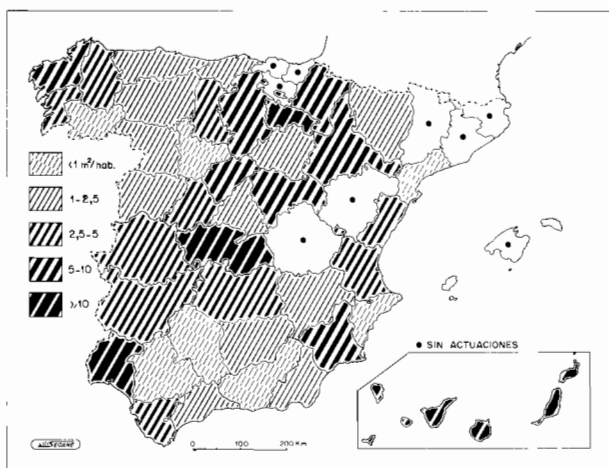 <1 m²/hab.
1-2,5
2,5-5
5-10
>10
• SIN ACTUACIONES
0 100 200 Km